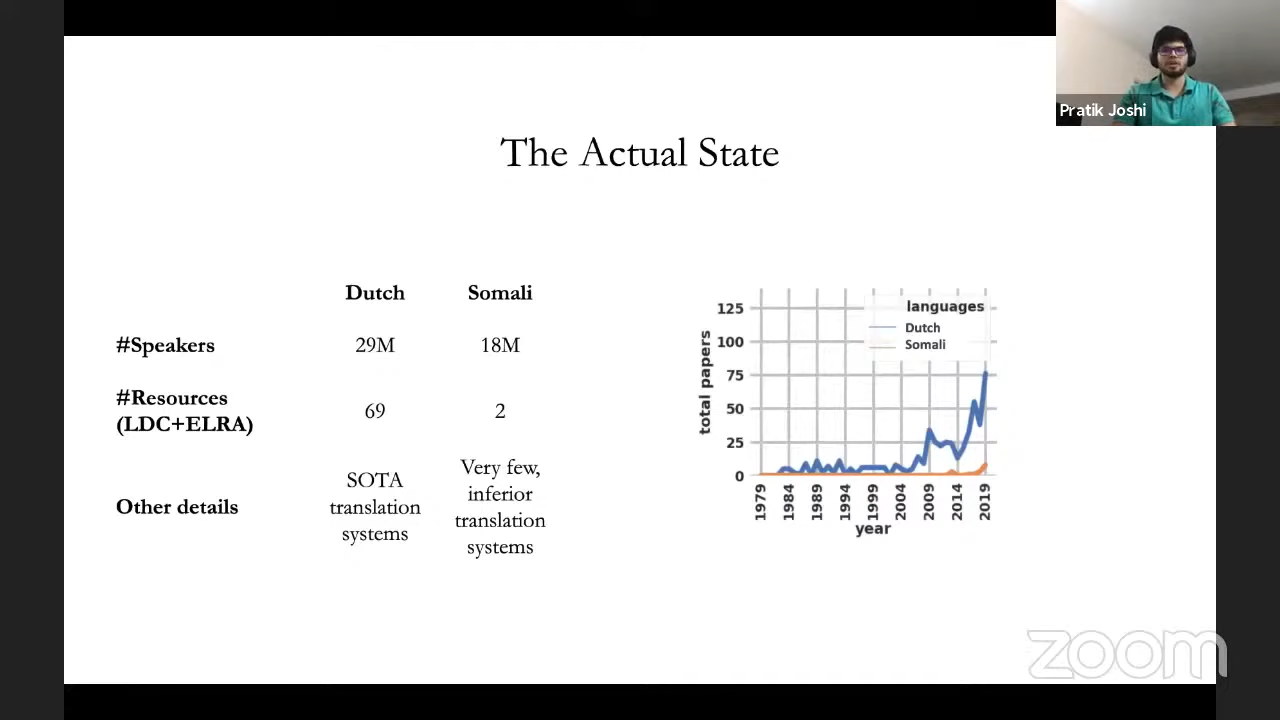 Pratik Joshi
The Actual State
Dutch Somali
#Speakers 29M 18M
#Resources
(LDC+ELRA) 69 2
Other details
SOTA
translation
systems
Very few,
inferior
translation
systems
languages
Dutch
Somali
total papers
125
100
75
50
25
0
1979 1984 1989 1994 1999 2004 2009 2014 2019
year
zoom